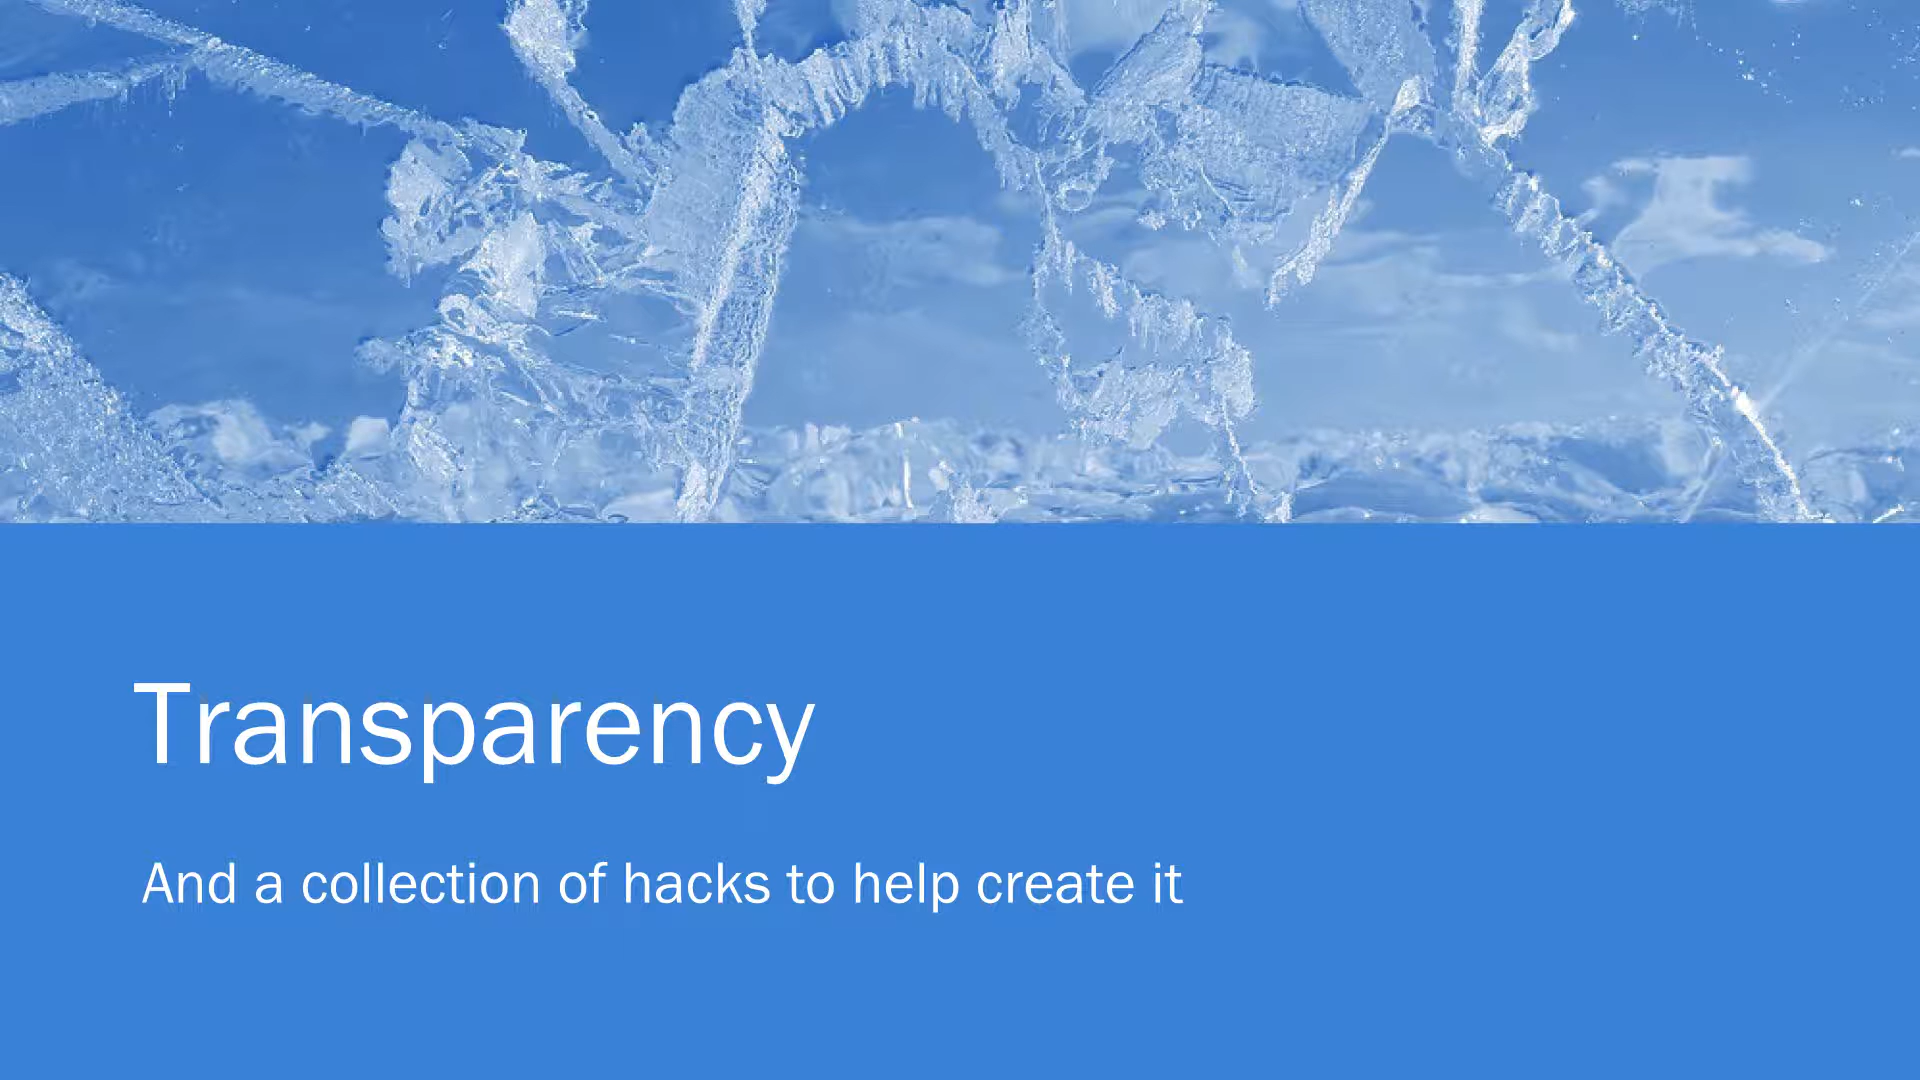 Transparency
And a collection of hacks to help create it